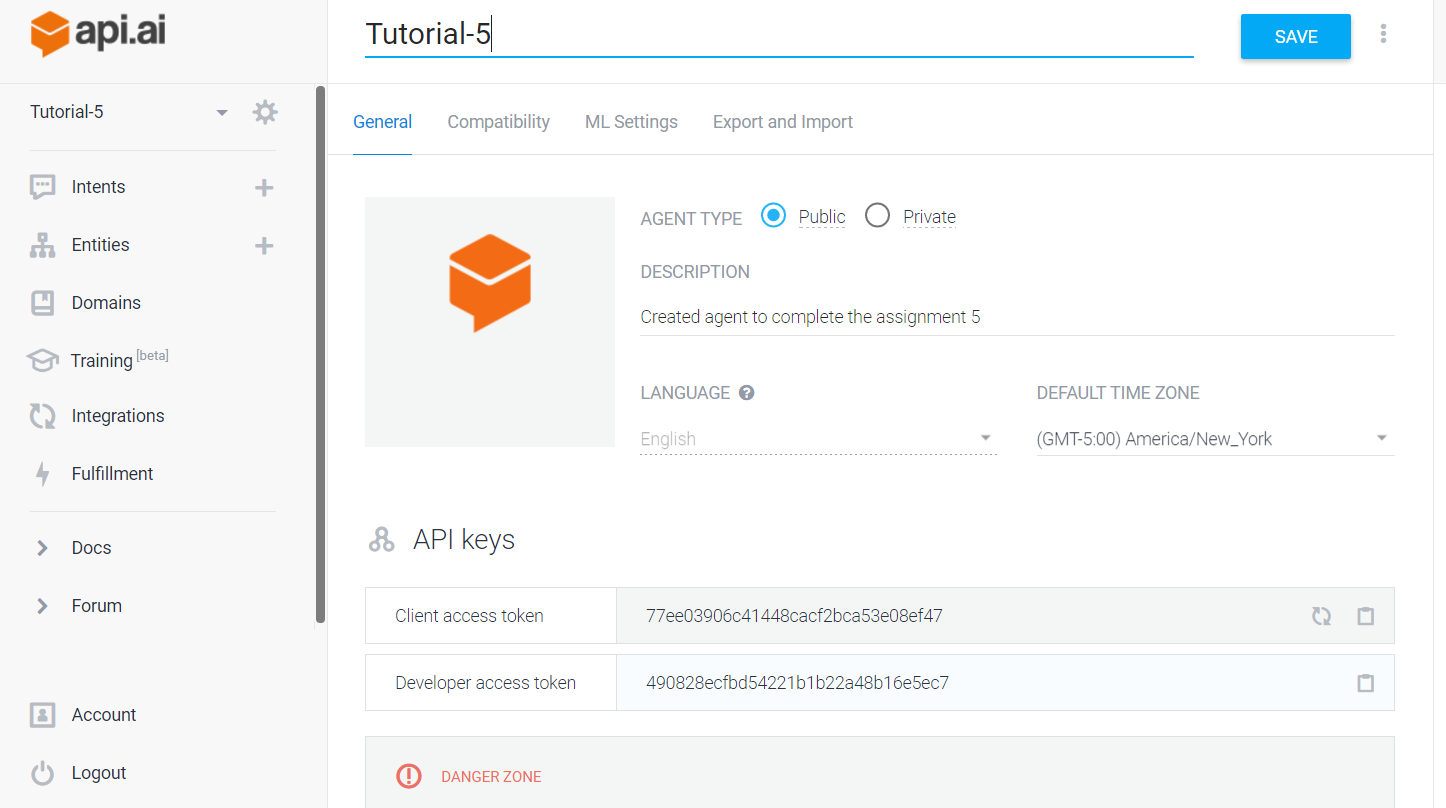 api.ai
Tutorial-5
SAVE
Tutorial-5
General Compatibility ML Settings Export and Import
Intents
Entities
Domains
Training [beta]
Integrations
Fulfillment
Docs
Forum
Account
Logout
AGENT TYPE Public Private
DESCRIPTION
Created agent to complete the assignment 5
LANGUAGE ? DEFAULT TIME ZONE
English (GMT-5:00) America/New_York
API keys
Client access token 77ee03906c41448cacf2bca53e08ef47
Developer access token 490828ecfbd54221b1b22a48b16e5ec7
DANGER ZONE